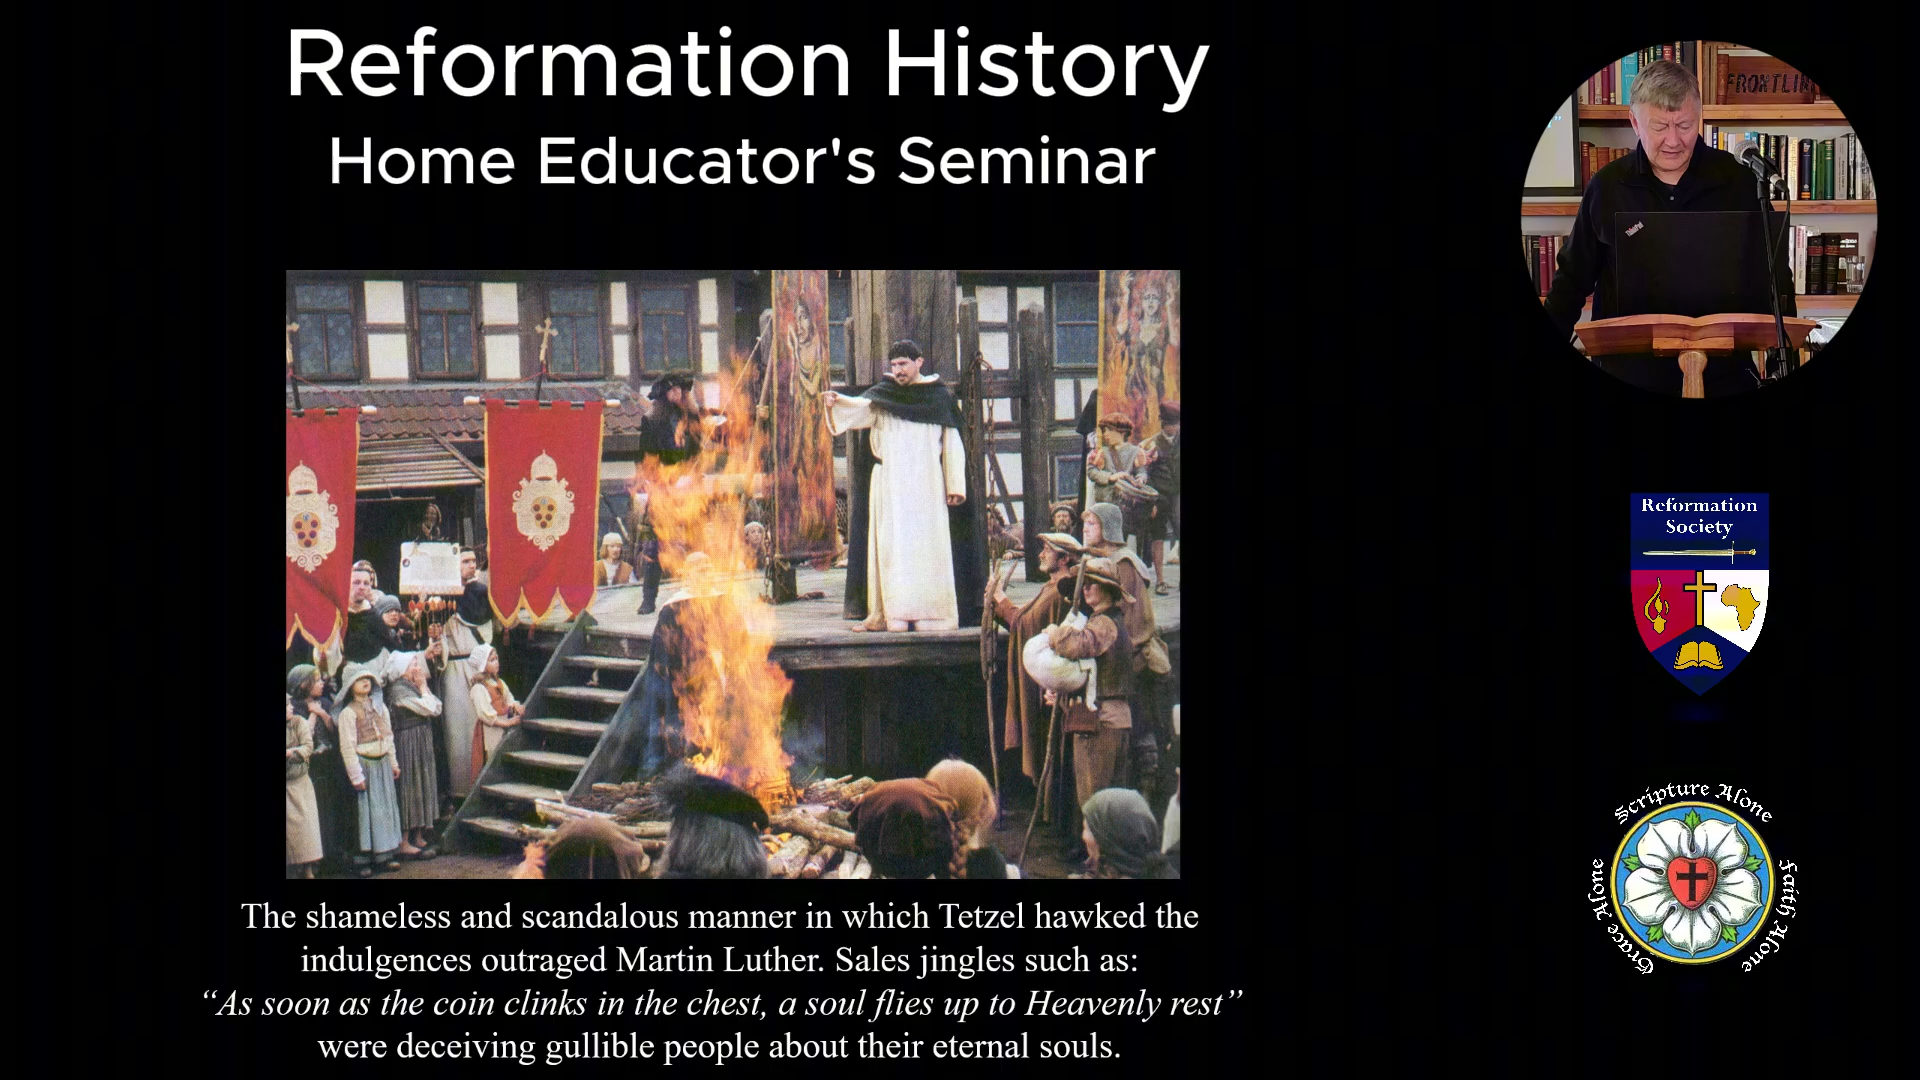 Reformation History
Home Educator's Seminar
The shameless and scandalous manner in which Tetzel hawked the
indulgences outraged Martin Luther. Sales jingles such as:
“As soon as the coin clinks in the chest, a soul flies up to Heavenly rest”
were deceiving gullible people about their eternal souls.
FRONTLIN
ThinkPad
Reformation
Society
Scripture Alone
Grace Alone
Faith Alone